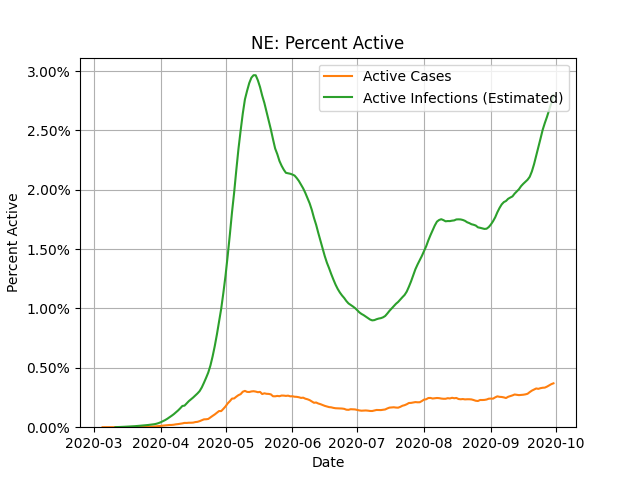 NE: Percent Active
Active Cases
Active Infections (Estimated)
Percent Active
3.00%
2.50%
2.00%
1.50%
1.00%
0.50%
0.00%
2020-03 2020-04 2020-05 2020-06 2020-07 2020-08 2020-09 2020-10
Date